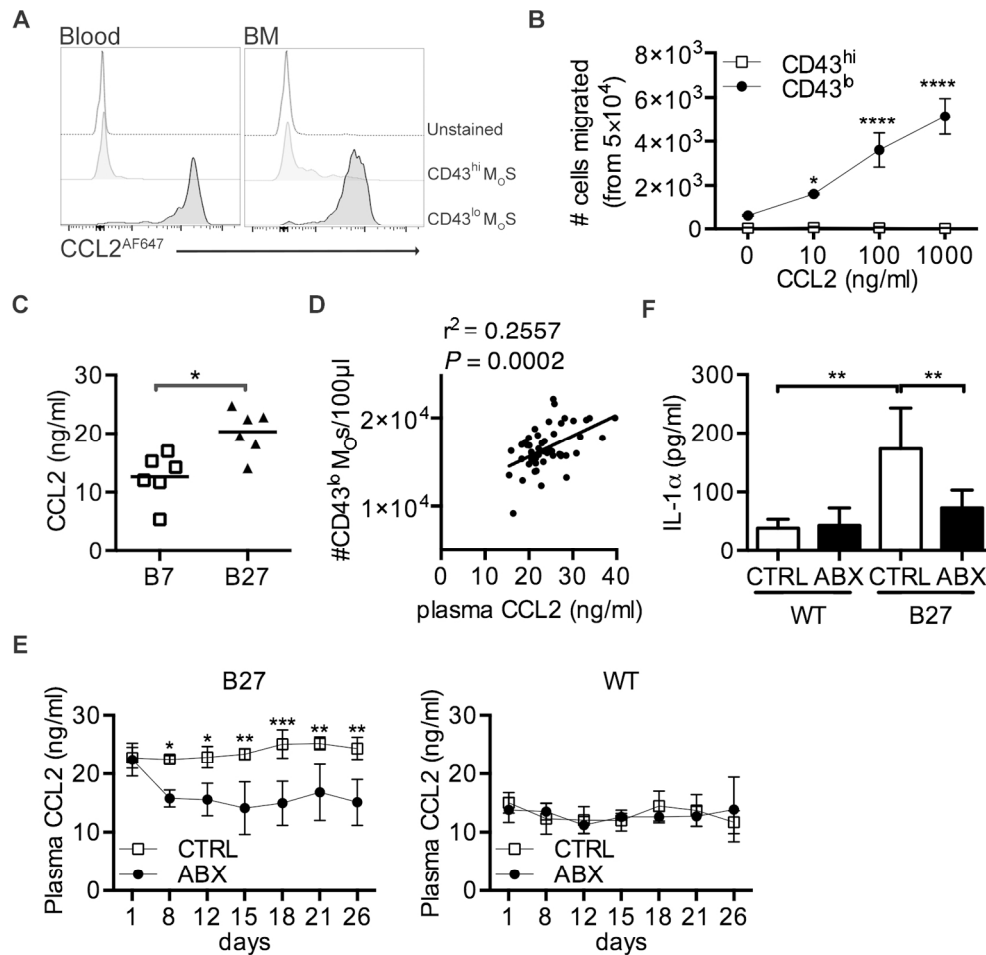 A
Blood
BM
Unstained
CD43hi MOS
CD43lo MOS
CCL2AF647
B
# cells migrated
(from 5×10⁴)
8×10³
6×10³
4×10³
2×10³
0
CD43hi
CD43lo
*
****
****
0 10 100 1000
CCL2 (ng/ml)
C
CCL2 (ng/ml)
30
20
10
0
*
B7 B27
D
r² = 0.2557
P = 0.0002
#CD43lo MOs/100µl
2×10⁴
1×10⁴
0 10 20 30 40
plasma CCL2 (ng/ml)
F
IL-1α (pg/ml)
300
200
100
0
** **
CTRL ABX CTRL ABX
WT B27
E
B27
Plasma CCL2 (ng/ml)
30
20
10
0
* * ** *** ** **
CTRL
ABX
1 8 12 15 18 21 26
days
WT
Plasma CCL2 (ng/ml)
30
20
10
0
CTRL
ABX
1 8 12 15 18 21 26
days